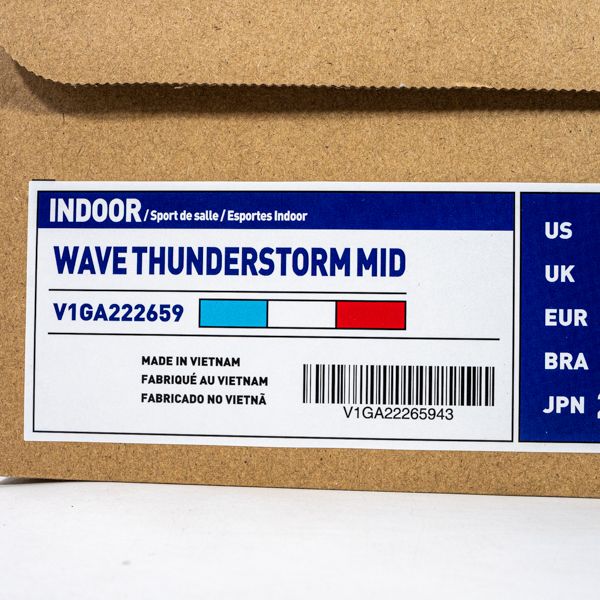 INDOOR / Sport de salle / Esportes Indoor
WAVE THUNDERSTORM MID
V1GA222659
MADE IN VIETNAM
FABRIQUÉ AU VIETNAM
FABRICADO NO VIETNÃ
V1GA22265943
US
UK
EUR
BRA
JPN